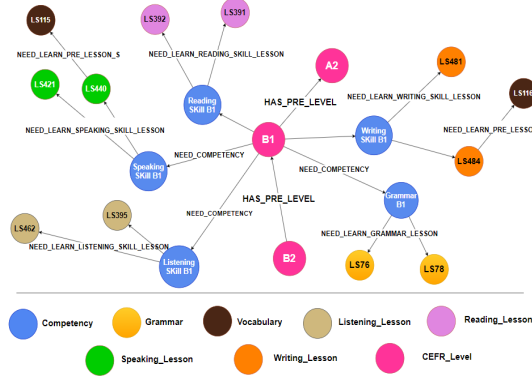 LS115
LS392
LS391
NEED_LEARN_PRE_LESSON_S
NEED_LEARN_READING_SKILL_LESSON
A2
LS481
LS421
LS440
NEED_LEARN_WRITING_SKILL_LESSON
LS116
Reading
Skill B1
HAS_PRE_LEVEL
NEED_LEARN_SPEAKING_SKILL_LESSON
B1
Writing
Skill B1
NEED_LEARN_PRE_LESSO
NEED_COMPETENCY
NEED_COMPETENCY
LS484
Speaking
SKill B1
Grammar
B1
HAS_PRE_LEVEL
NEED_COMPETENCY
LS395
LS462
NEED_LEARN_GRAMMAR_LESSON
NEED_LEARN_LISTENING_SKILL_LESSON
Listening
Skill B1
B2
LS76
LS78
Competency
Grammar
Vocabulary
Listening_Lesson
Reading_Lesson
Speaking_Lesson
Writing_Lesson
CEFR_Level